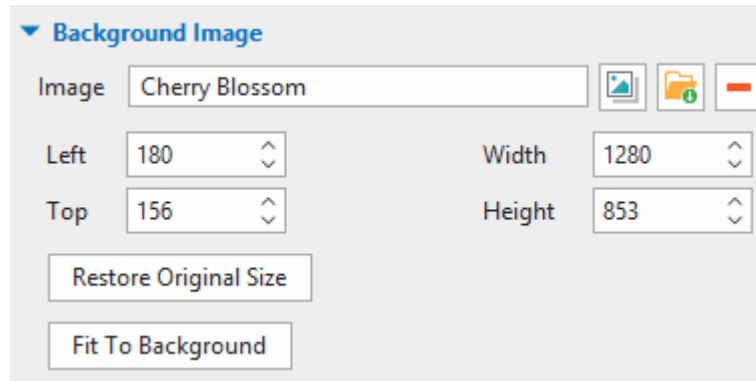 Background Image
Image Cherry Blossom
Left 180 Width 1280
Top 156 Height 853
Restore Original Size
Fit To Background